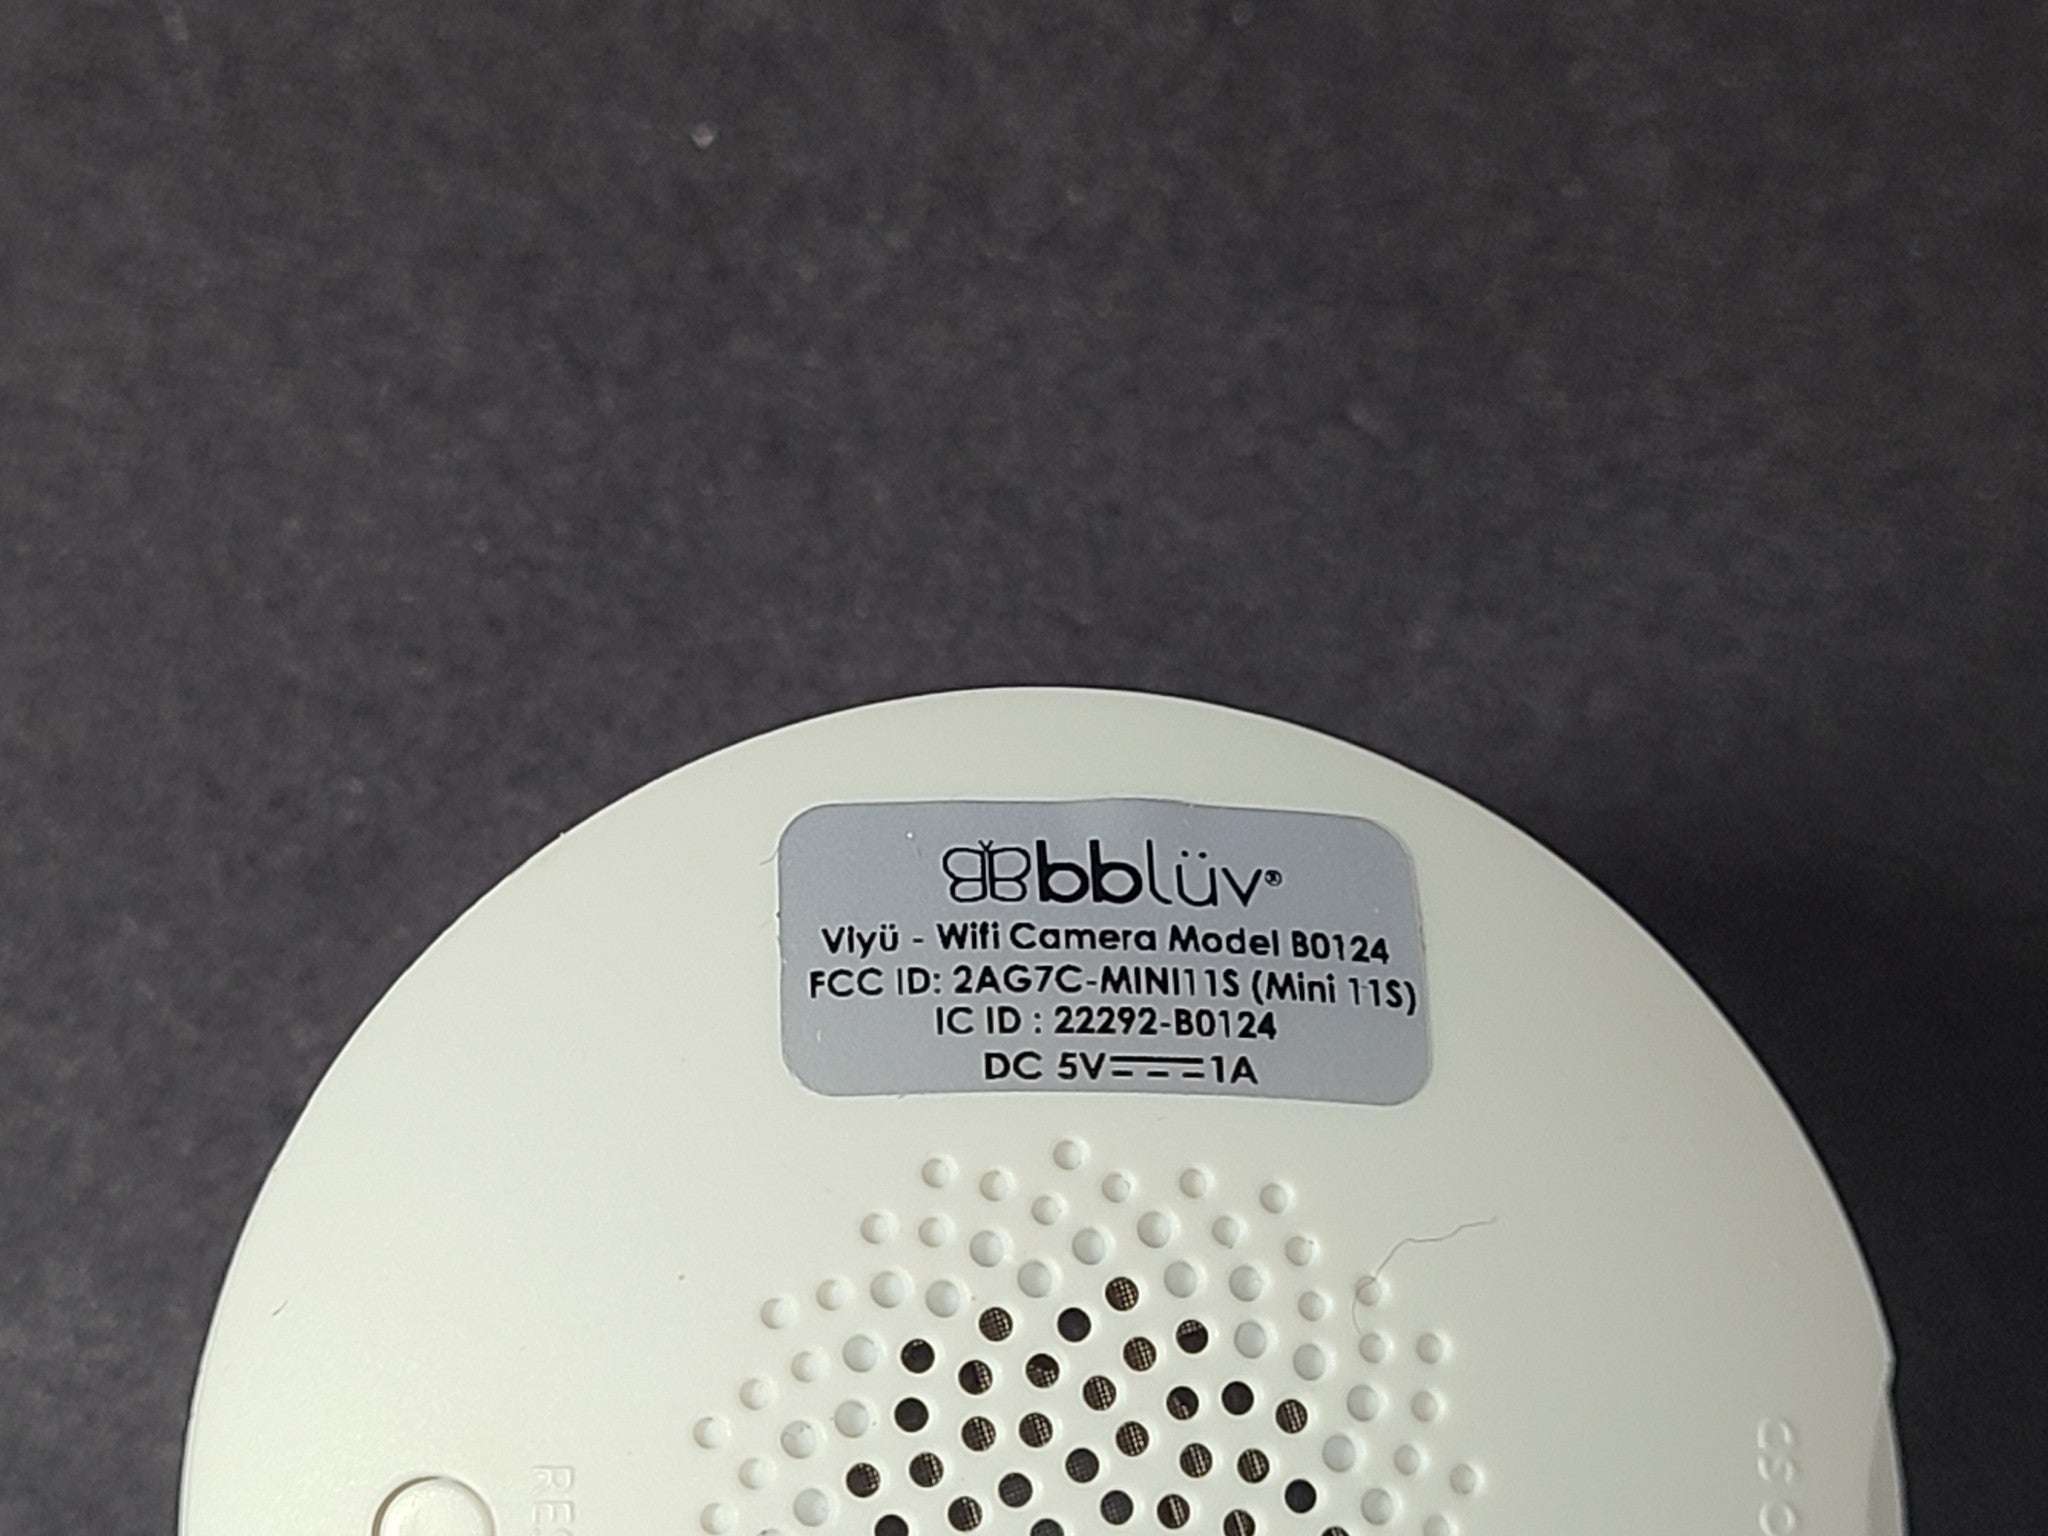 bblüv®
Viyü - Wifi Camera Model B0124
FCC ID: 2AG7C-MINI11S (Mini 11S)
IC ID : 22292-B0124
DC 5V⎓1A